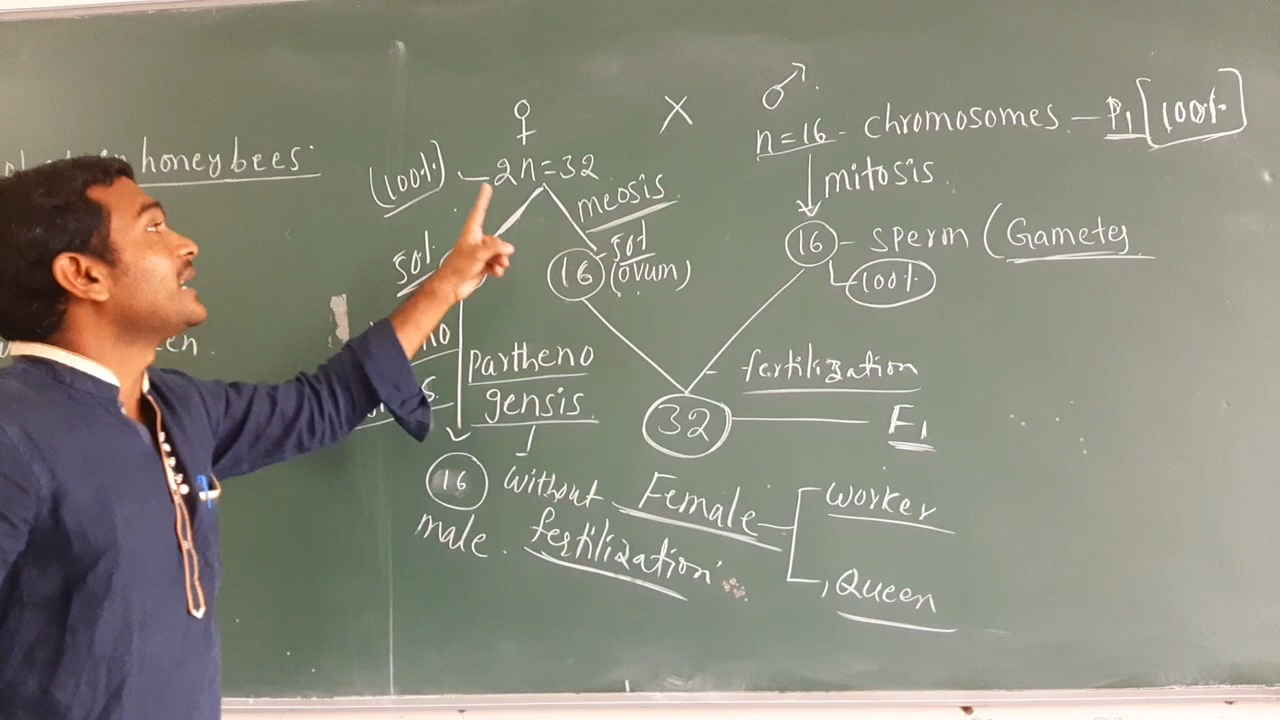 honeybees
♀ × ♂
(100%) - 2n=32
n=16 - chromosomes - P₁ [100%]
meosis
mitosis
50%
16 - 50%
(ovum)
16 - sperm (Gametes
100%
partheno
gensis
fertilization
32 F₁
16
male.
without
fertilization
Female
worker
Queen